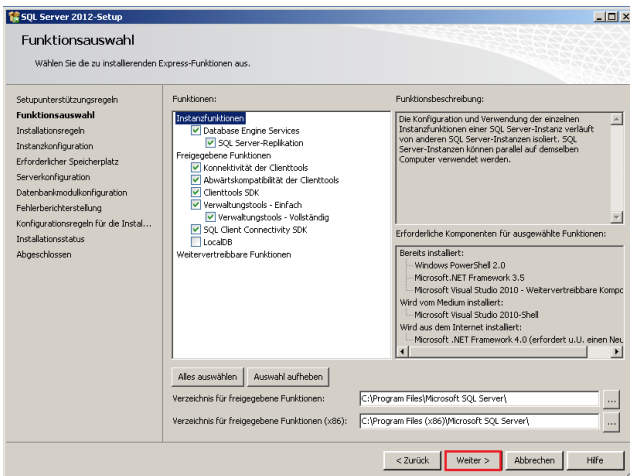 SQL Server 2012-Setup
Funktionsauswahl
Wählen Sie die zu installierenden Express-Funktionen aus.
Setupunterstützungsregeln
Funktionsauswahl
Installationsregeln
Instanzkonfiguration
Erforderlicher Speicherplatz
Serverkonfiguration
Datenbankmodulkonfiguration
Fehlerberichterstellung
Konfigurationsregeln für die Instal...
Installationsstatus
Abgeschlossen
Funktionen:
Instanzfunktionen
Database Engine Services
SQL Server-Replikation
Freigegebene Funktionen
Konnektivität der Clienttools
Abwärtskompatibilität der Clienttools
Clienttools SDK
Verwaltungstools - Einfach
Verwaltungstools - Vollständig
SQL Client Connectivity SDK
LocalDB
Weitervertreibbare Funktionen
Funktionsbeschreibung:
Die Konfiguration und Verwendung der einzelnen
Instanzfunktionen einer SQL Server-Instanz verläuft
von anderen SQL Server-Instanzen isoliert. SQL
Server-Instanzen können parallel auf demselben
Computer verwendet werden.
Erforderliche Komponenten für ausgewählte Funktionen:
Bereits installiert:
Windows PowerShell 2.0
Microsoft.NET Framework 3.5
Microsoft Visual Studio 2010 - Weitervertreibbare Kompc
Wird vom Medium installiert:
Microsoft Visual Studio 2010-Shell
Wird aus dem Internet installiert:
Microsoft .NET Framework 4.0 (erfordert u.U. einen Neu
Alles auswählen
Auswahl aufheben
Verzeichnis für freigegebene Funktionen:
C:\Program Files\Microsoft SQL Server\
...
Verzeichnis für freigegebene Funktionen (x86):
C:\Program Files (x86)\Microsoft SQL Server\
...
< Zurück
Weiter >
Abbrechen
Hilfe